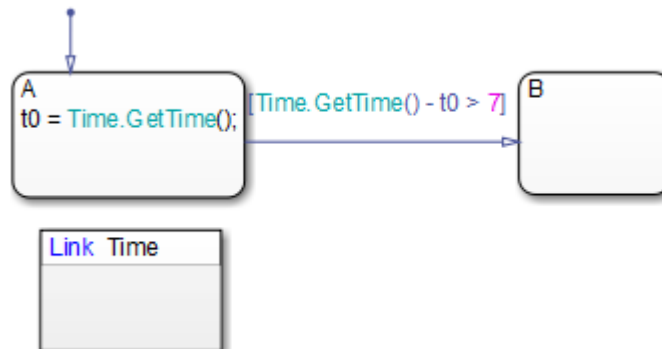 A
t0 = Time.GetTime();
[Time.GetTime() - t0 > 7]
B
Link Time